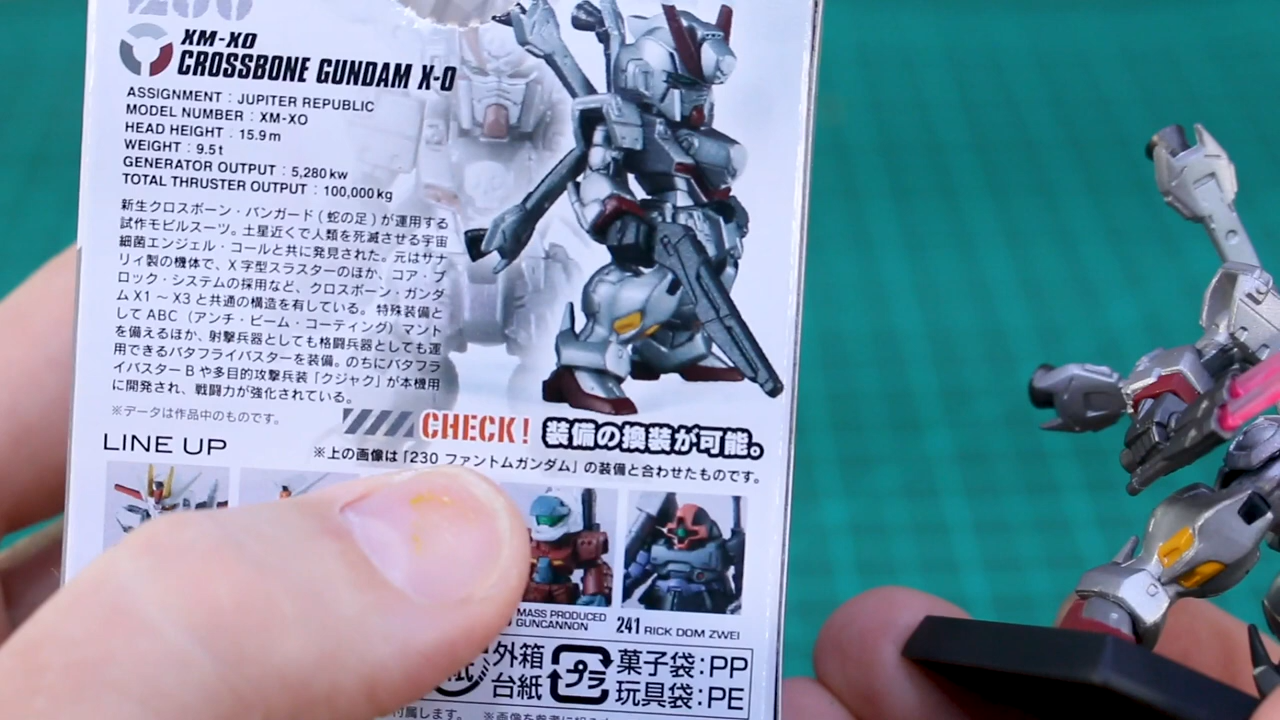 XM-X0
CROSSBONE GUNDAM X-0
ASSIGNMENT : JUPITER REPUBLIC
MODEL NUMBER : XM-XO
HEAD HEIGHT : 15.9m
WEIGHT : 9.5t
GENERATOR OUTPUT : 5,280kw
TOTAL THRUSTER OUTPUT : 100,000kg
新生クロスボーン・バンガード(蛇の足)が運用する
試作モビルスーツ。土星近くで人類を死滅させる宇宙
細菌エンジェル・コールと共に発見された。元はサナ
リィ製の機体で、X字型スラスターのほか、コア・ブ
ロック・システムの採用など、クロスボーン・ガンダ
ムX1〜X3と共通の構造を有している。特殊装備と
してABC(アンチ・ビーム・コーティング)マント
を備えるほか、射撃兵器としても格闘兵器としても運
用できるバタフライバスターを装備。のちにバタフラ
イバスターBや多目的攻撃兵装「クジャク」が本機用
に開発され、戦闘力が強化されている。
※データは作品中のものです。
CHECK! 装備の換装が可能。
※上の画像は「230 ファントムガンダム」の装備と合わせたものです。
LINE UP
MASS PRODUCED
GUNCANNON
241 RICK DOM ZWEI
外箱
台紙
プラ
菓子袋:PP
玩具袋:PE
付属します。